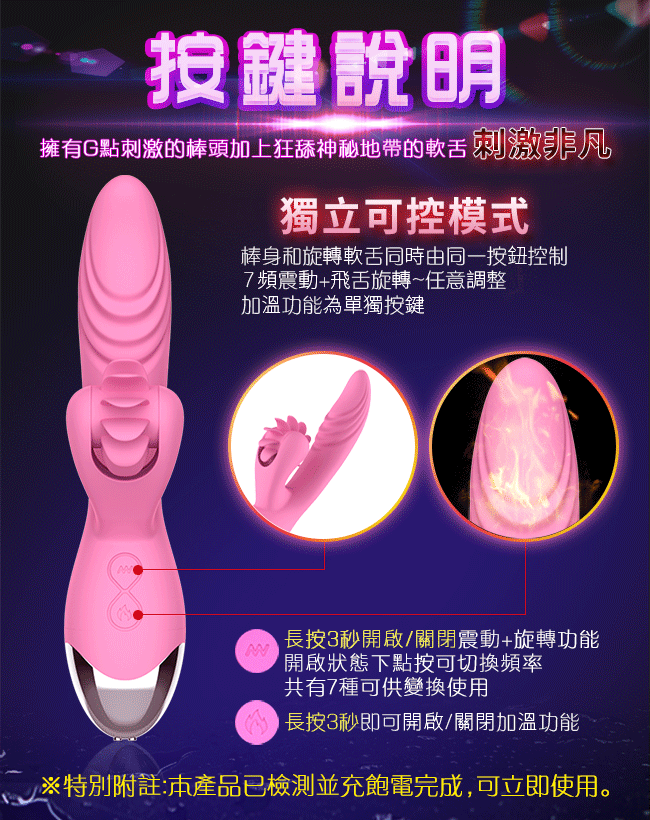 按鍵說明
擁有G點刺激的棒頭加上狂舔神秘地帶的軟舌 刺激非凡
獨立可控模式
棒身和旋轉軟舌同時由同一按鈕控制
7頻震動+飛舌旋轉~任意調整
加溫功能為單獨按鍵
長按3秒開啟/關閉震動+旋轉功能
開啟狀態下點按可切換頻率
共有7種可供變換使用
長按3秒即可開啟/關閉加溫功能
※特別附註:本產品已檢測並充飽電完成,可立即使用。